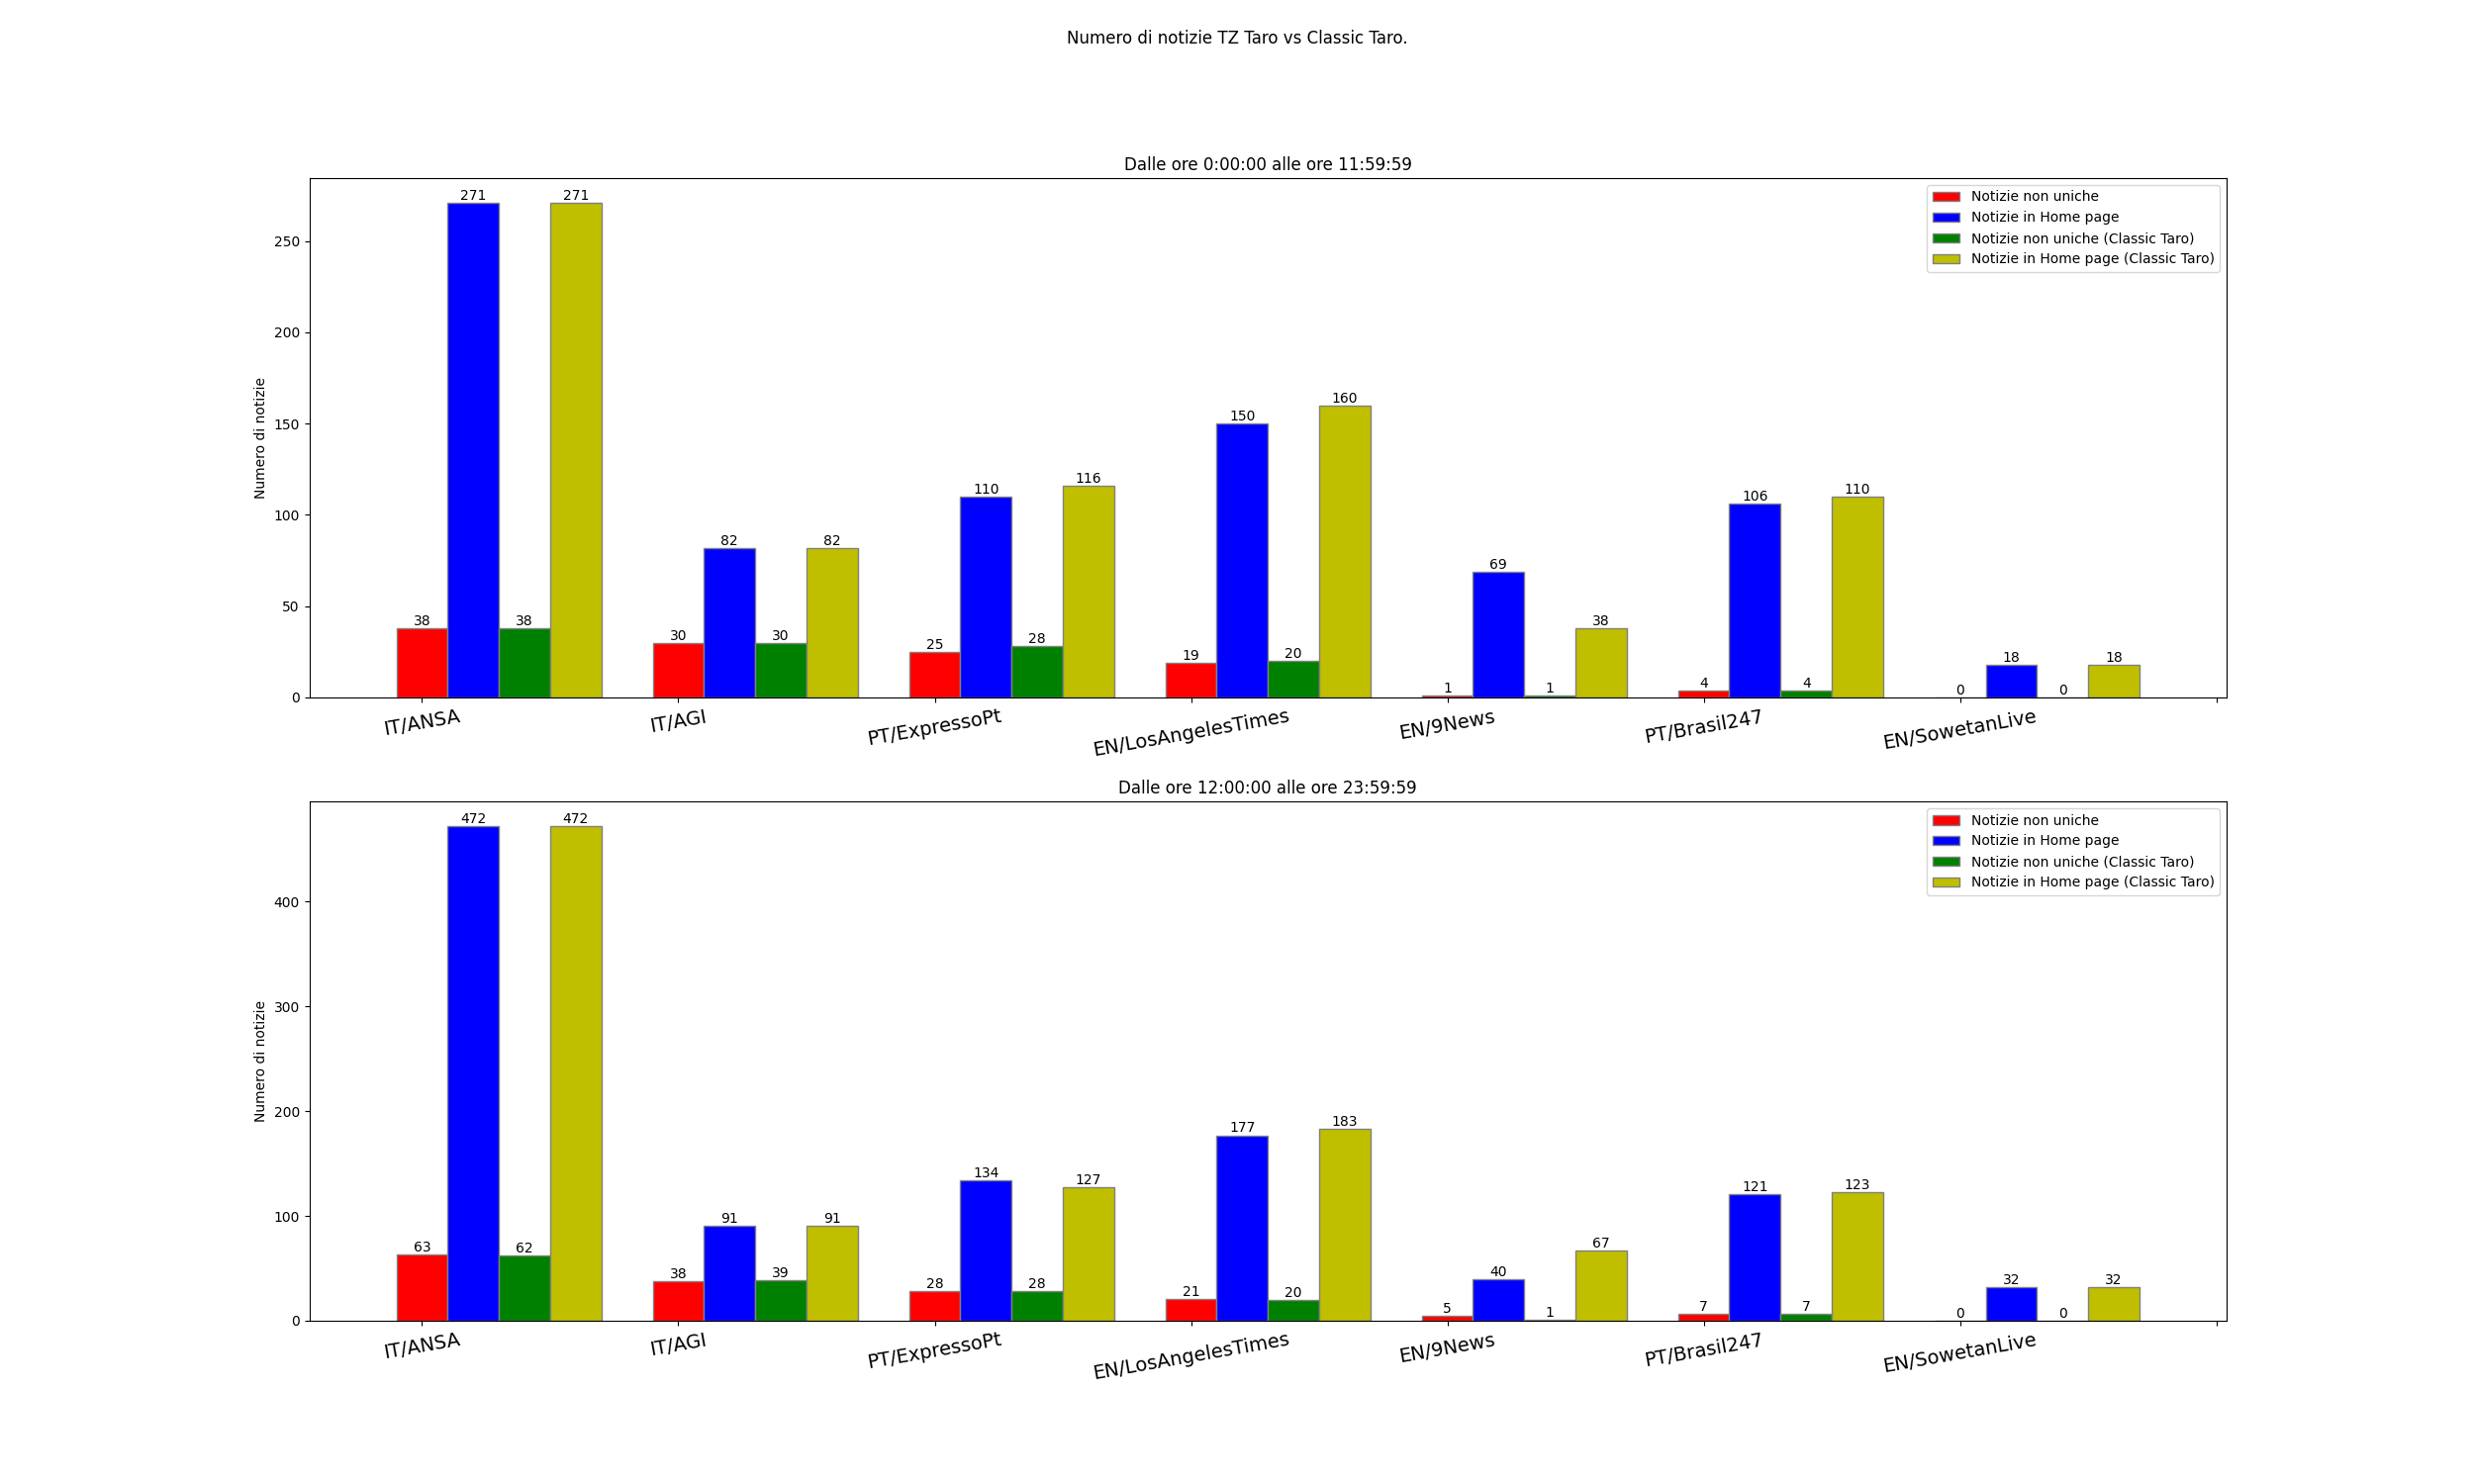 Numero di notizie TZ Taro vs Classic Taro.
Dalle ore 0:00:00 alle ore 11:59:59
Numero di notizie
250
200
150
100
50
0
271 271
38 38
82 82
30 30
110 116
25 28
150 160
19 20
69 38
1 1
106 110
4 4
18 18
0 0
Notizie non uniche
Notizie in Home page
Notizie non uniche (Classic Taro)
Notizie in Home page (Classic Taro)
IT/ANSA
IT/AGI
PT/ExpressoPt
EN/LosAngelesTimes
EN/9News
PT/Brasil247
EN/SowetanLive
Dalle ore 12:00:00 alle ore 23:59:59
Numero di notizie
400
300
200
100
0
472 472
63 62
91 91
38 39
134 127
28 28
177 183
21 20
40 67
5 1
121 123
7 7
32 32
0 0
Notizie non uniche
Notizie in Home page
Notizie non uniche (Classic Taro)
Notizie in Home page (Classic Taro)
IT/ANSA
IT/AGI
PT/ExpressoPt
EN/LosAngelesTimes
EN/9News
PT/Brasil247
EN/SowetanLive